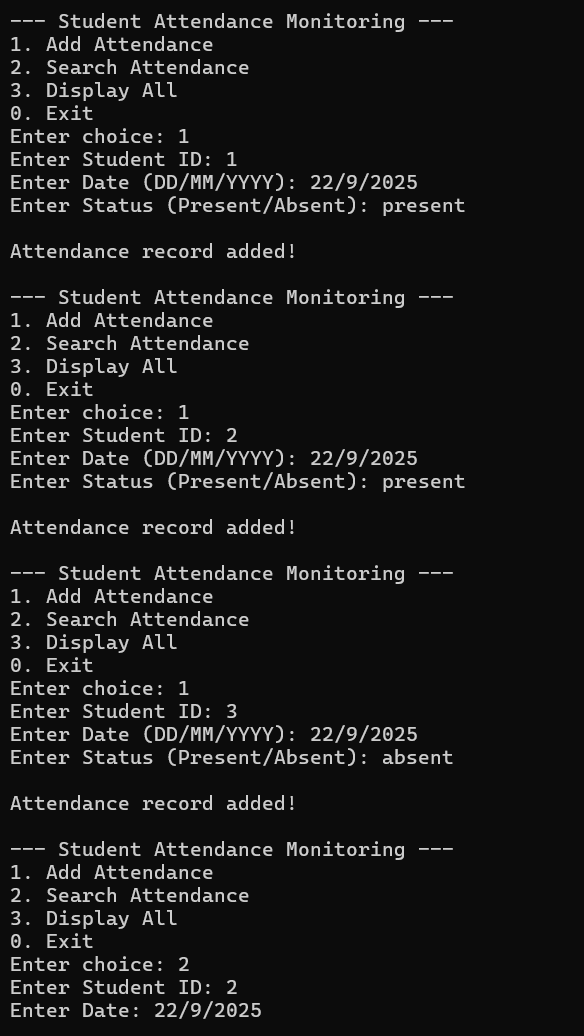 --- Student Attendance Monitoring ---
1. Add Attendance
2. Search Attendance
3. Display All
0. Exit
Enter choice: 1
Enter Student ID: 1
Enter Date (DD/MM/YYYY): 22/9/2025
Enter Status (Present/Absent): present

Attendance record added!

--- Student Attendance Monitoring ---
1. Add Attendance
2. Search Attendance
3. Display All
0. Exit
Enter choice: 1
Enter Student ID: 2
Enter Date (DD/MM/YYYY): 22/9/2025
Enter Status (Present/Absent): present

Attendance record added!

--- Student Attendance Monitoring ---
1. Add Attendance
2. Search Attendance
3. Display All
0. Exit
Enter choice: 1
Enter Student ID: 3
Enter Date (DD/MM/YYYY): 22/9/2025
Enter Status (Present/Absent): absent

Attendance record added!

--- Student Attendance Monitoring ---
1. Add Attendance
2. Search Attendance
3. Display All
0. Exit
Enter choice: 2
Enter Student ID: 2
Enter Date: 22/9/2025